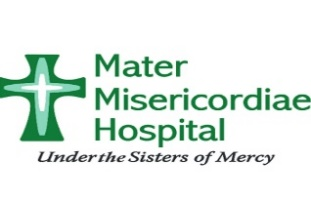 Mater
Misericordiae
Hospital
Under the Sisters of Mercy